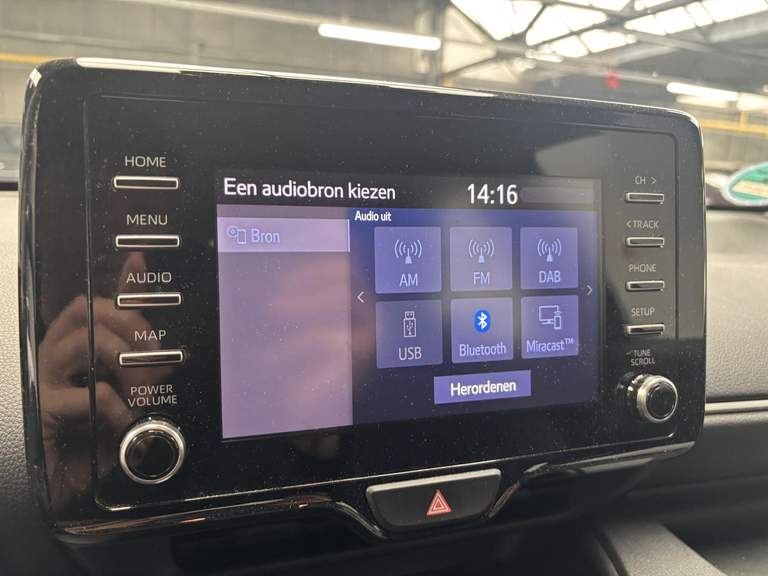 HOME
MENU
AUDIO
MAP
POWER
VOLUME
Een audiobron kiezen 14:16
Bron
Audio uit
AM FM DAB
USB Bluetooth Miracast™
Herordenen
CH >
< TRACK
PHONE
SETUP
TUNE
SCROLL